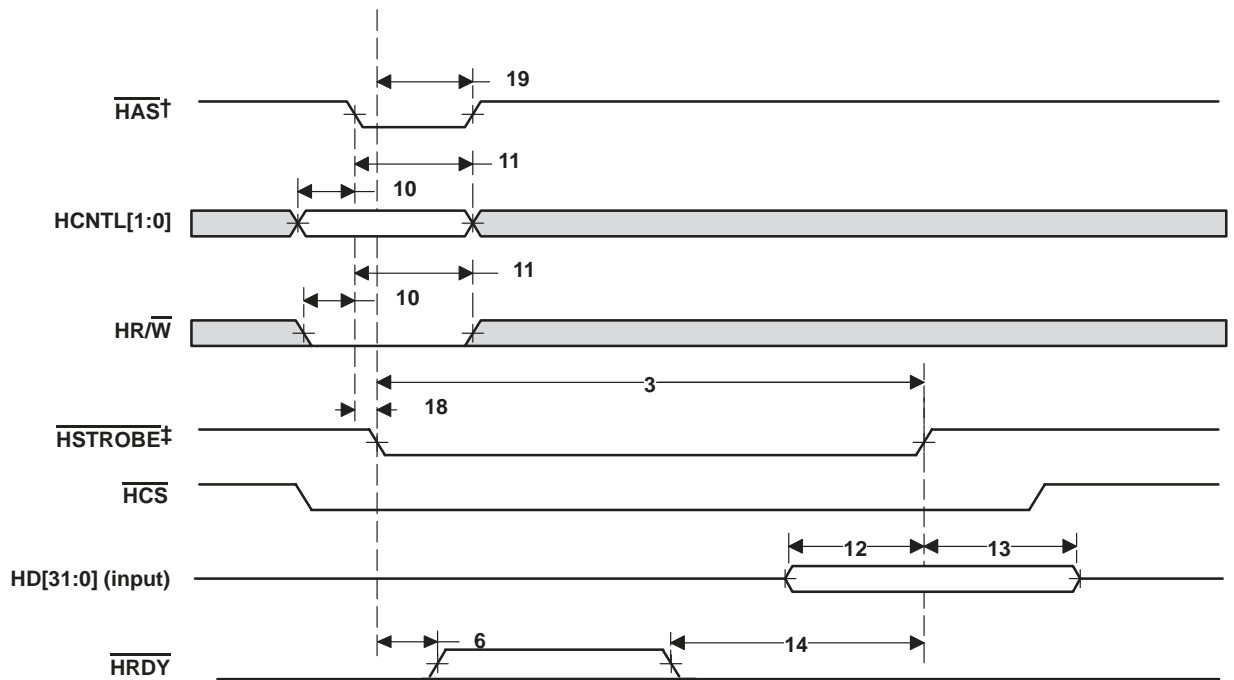 19
HAS†
11
10
HCNTL[1:0]
11
10
HR/W
3
18
HSTROBE‡
HCS
12
13
HD[31:0] (input)
6
14
HRDY